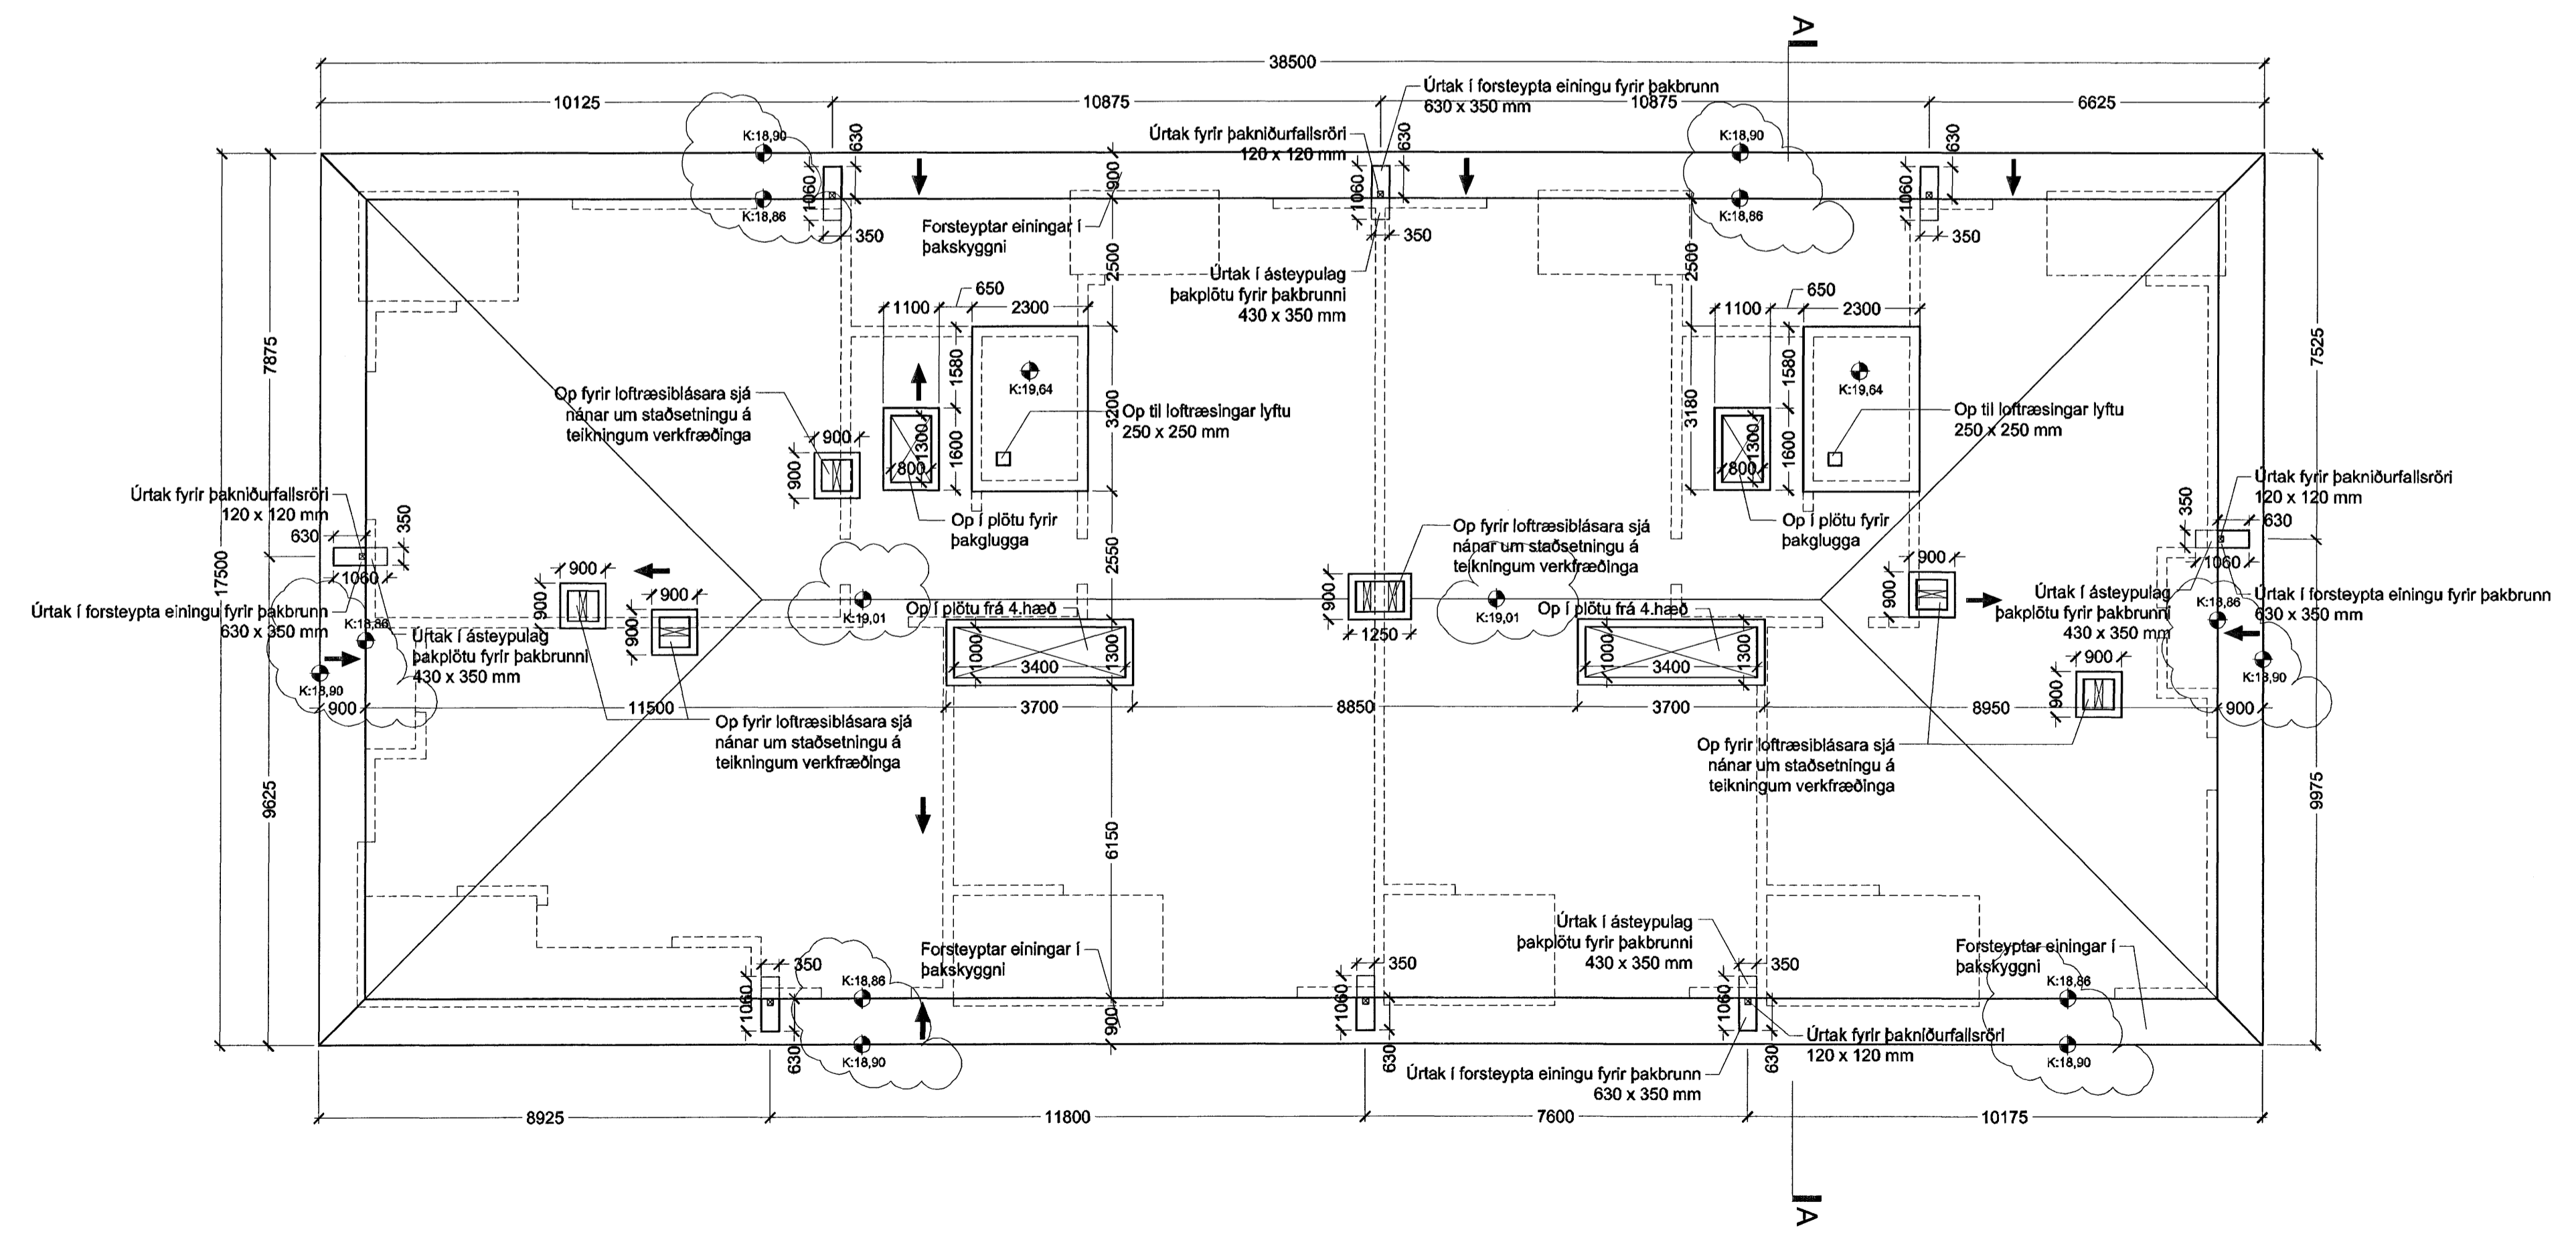 A
38500
10125
10875
10875
6625
Úrtak í forsteypta einingu fyrir þakbrunn
630 x 350 mm
Úrtak fyrir þakniðurfallsröri
120 x 120 mm
K:18,90
K:18,86
630
1060
350
630
1060
350
K:18,90
K:18,86
630
1060
350
900
Forsteyptar einingar í
þakskyggni
Úrtak í ásteypulag
þakplötu fyrir þakbrunni
430 x 350 mm
2500
2500
650
1100
2300
650
1100
2300
17500
7875
9625
7525
9975
1580
1600
3200
1580
1600
3180
K:19,64
K:19,64
Op til loftræsingar lyftu
250 x 250 mm
Op til loftræsingar lyftu
250 x 250 mm
Op fyrir loftræsiblásara sjá
nánar um staðsetningu á
teikningum verkfræðinga
900
900
1300
800
1300
800
Op í plötu fyrir
þakglugga
Op í plötu fyrir
þakglugga
Úrtak fyrir þakniðurfallsröri
120 x 120 mm
630
350
1060
Úrtak í forsteypta einingu fyrir þakbrunn
630 x 350 mm
K:18,86
K:18,90
Úrtak í ásteypulag
þakplötu fyrir þakbrunni
430 x 350 mm
900
900
900
900
2550
Op fyrir loftræsiblásara sjá
nánar um staðsetningu á
teikningum verkfræðinga
900
1250
K:19,01
K:19,01
Op í plötu frá 4.hæð
1000
3400
1300
Op í plötu frá 4.hæð
1000
3400
1300
900
900
Úrtak fyrir þakniðurfallsröri
120 x 120 mm
350
630
1060
Úrtak í ásteypulag
þakplötu fyrir þakbrunni
430 x 350 mm
Úrtak í forsteypta einingu fyrir þakbrunn
630 x 350 mm
K:18,86
K:18,90
900
900
900
11500
3700
8850
3700
8950
900
Op fyrir loftræsiblásara sjá
nánar um staðsetningu á
teikningum verkfræðinga
Op fyrir loftræsiblásara sjá
nánar um staðsetningu á
teikningum verkfræðinga
6150
Forsteyptar einingar í
þakskyggni
Úrtak í ásteypulag
þakplötu fyrir þakbrunni
430 x 350 mm
Forsteyptar einingar í
þakskyggni
350
1060
630
K:18,86
K:18,90
900
350
1060
630
350
1060
630
K:18,86
K:18,90
Úrtak fyrir þakniðurfallsröri
120 x 120 mm
Úrtak í forsteypta einingu fyrir þakbrunn
630 x 350 mm
8925
11800
7600
10175
A